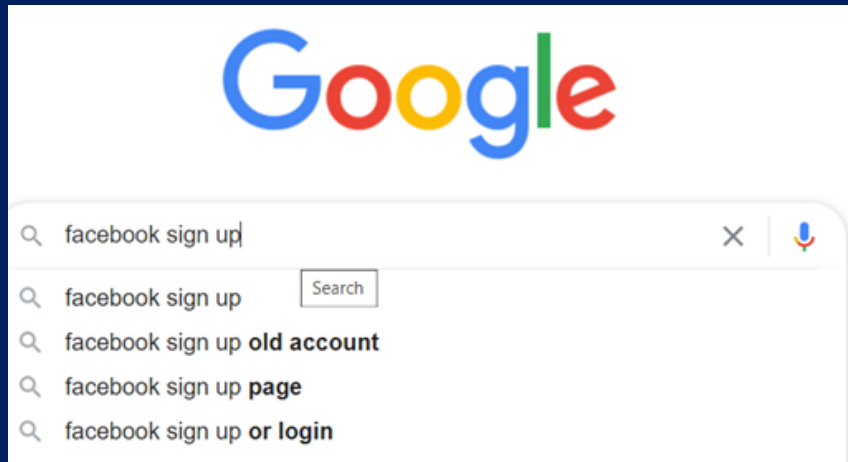 Google
facebook sign up
Search
facebook sign up
facebook sign up old account
facebook sign up page
facebook sign up or login